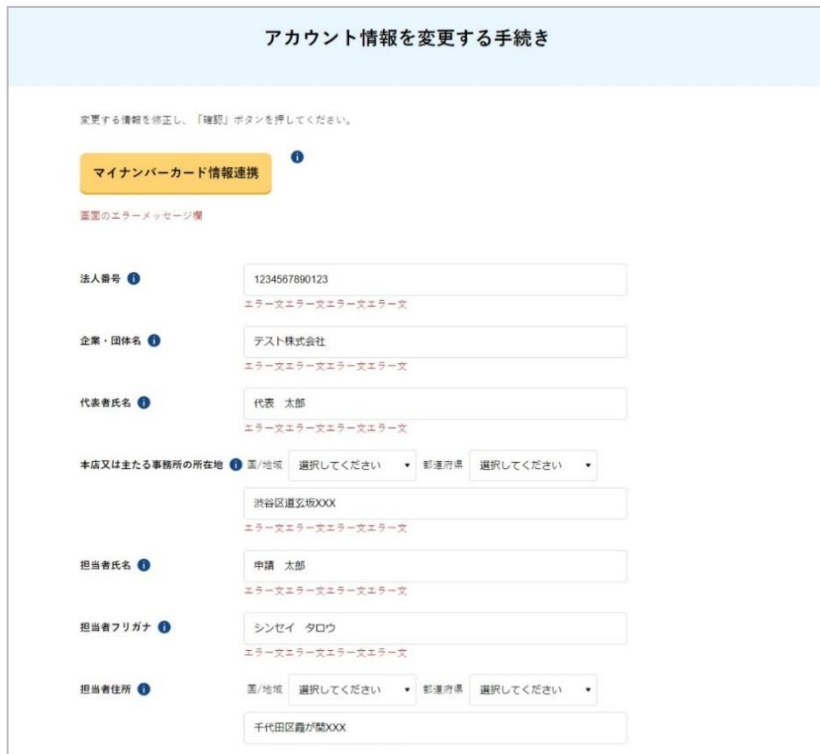 アカウント情報を変更する手続き
変更する情報を修正し、「確認」ボタンを押してください。
マイナンバーカード情報連携
画面のエラーメッセージ欄
法人番号 1234567890123
エラー文エラー文エラー文エラー文
企業・団体名 テスト株式会社
エラー文エラー文エラー文エラー文
代表者氏名 代表 太郎
エラー文エラー文エラー文エラー文
本店又は主たる事務所の所在地 国/地域 選択してください 都道府県 選択してください
渋谷区道玄坂XXX
エラー文エラー文エラー文エラー文
担当者氏名 申請 太郎
エラー文エラー文エラー文エラー文
担当者フリガナ シンセイ タロウ
エラー文エラー文エラー文エラー文
担当者住所 国/地域 選択してください 都道府県 選択してください
千代田区霞が関XXX